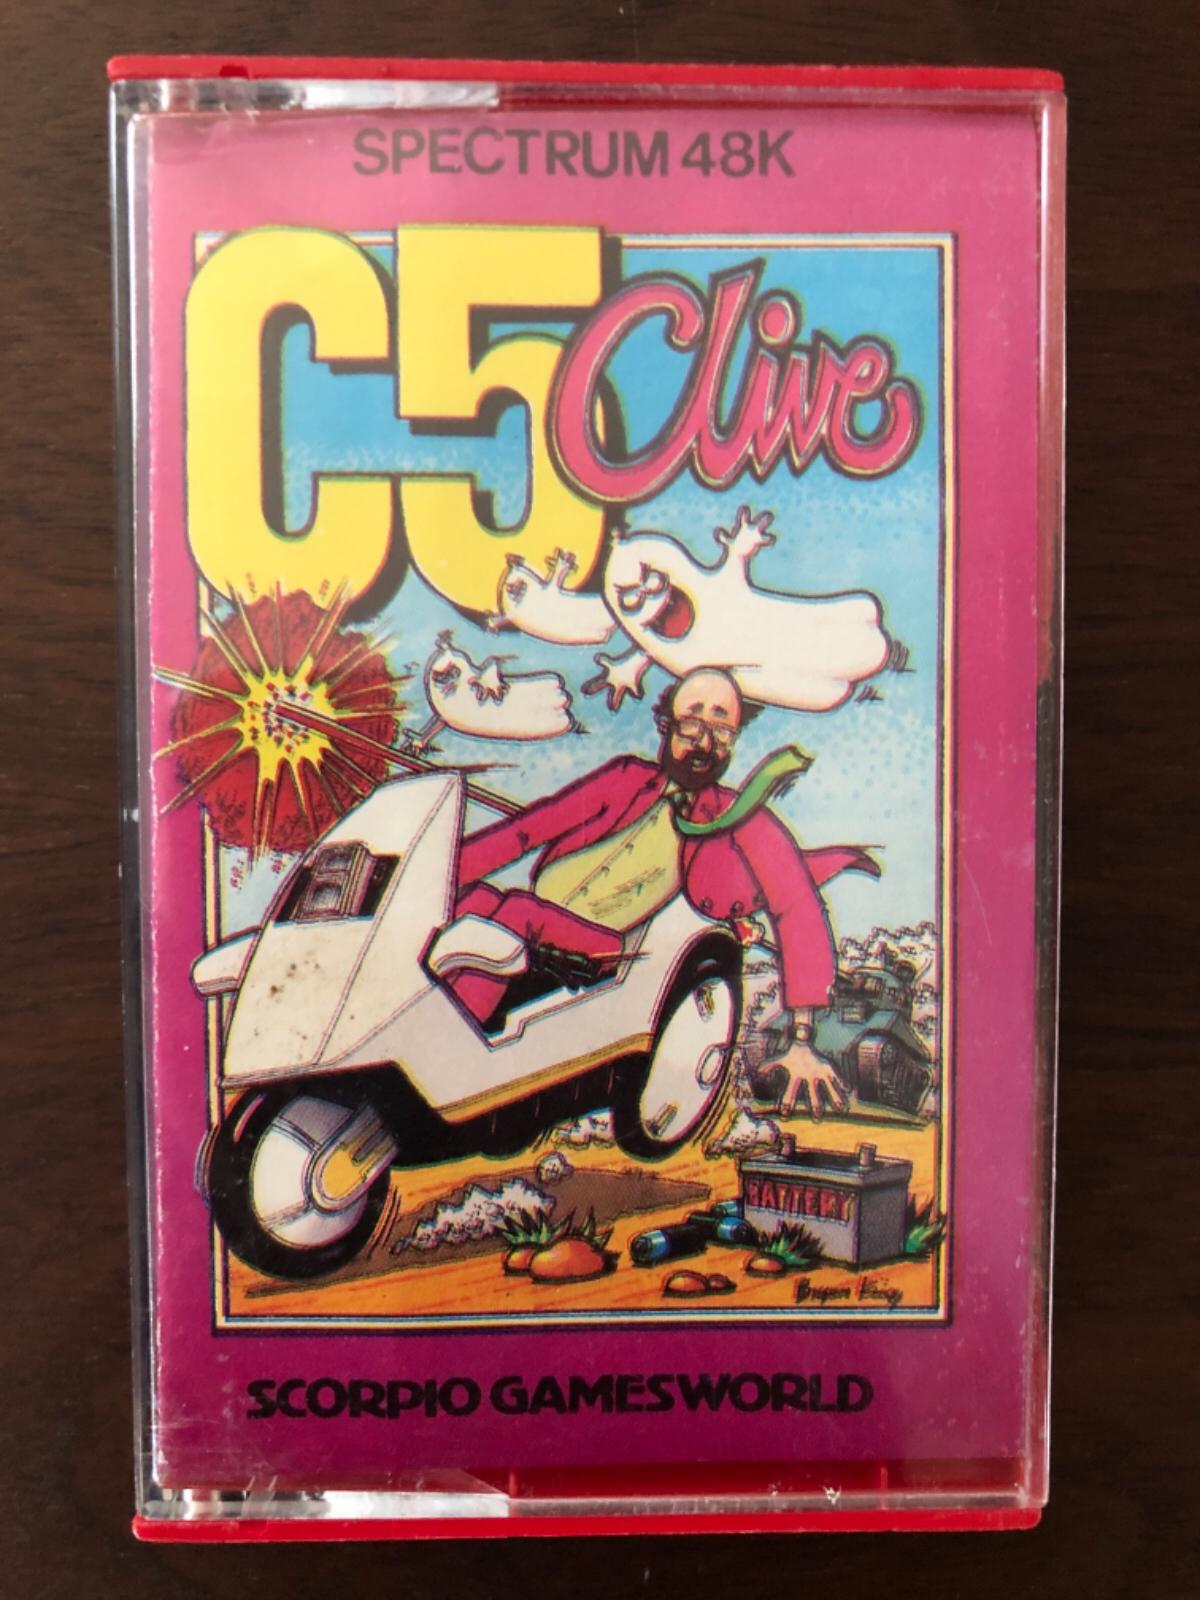 SPECTRUM 48K
C5
Clive
BATTERY
SCORPIO GAMESWORLD